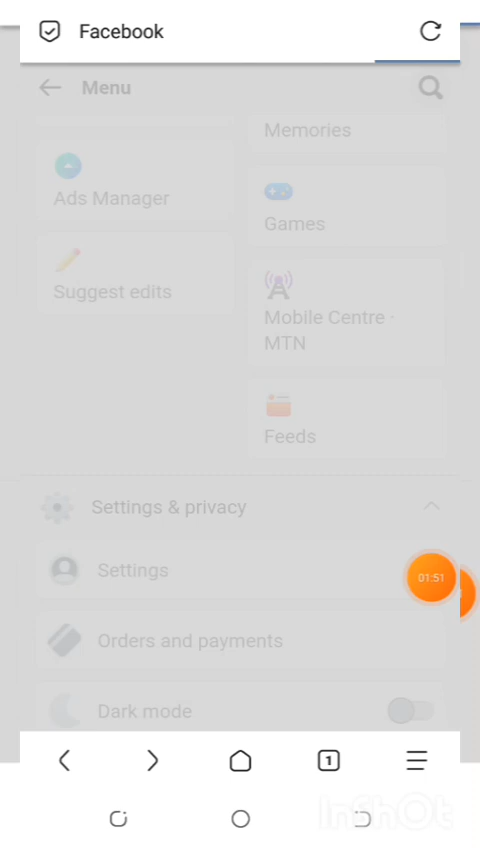 Facebook
Menu
Memories
Ads Manager
Games
Suggest edits
Mobile Centre ·
MTN
Feeds
Settings & privacy
Settings
01:51
Orders and payments
Dark mode
1
InfhOt